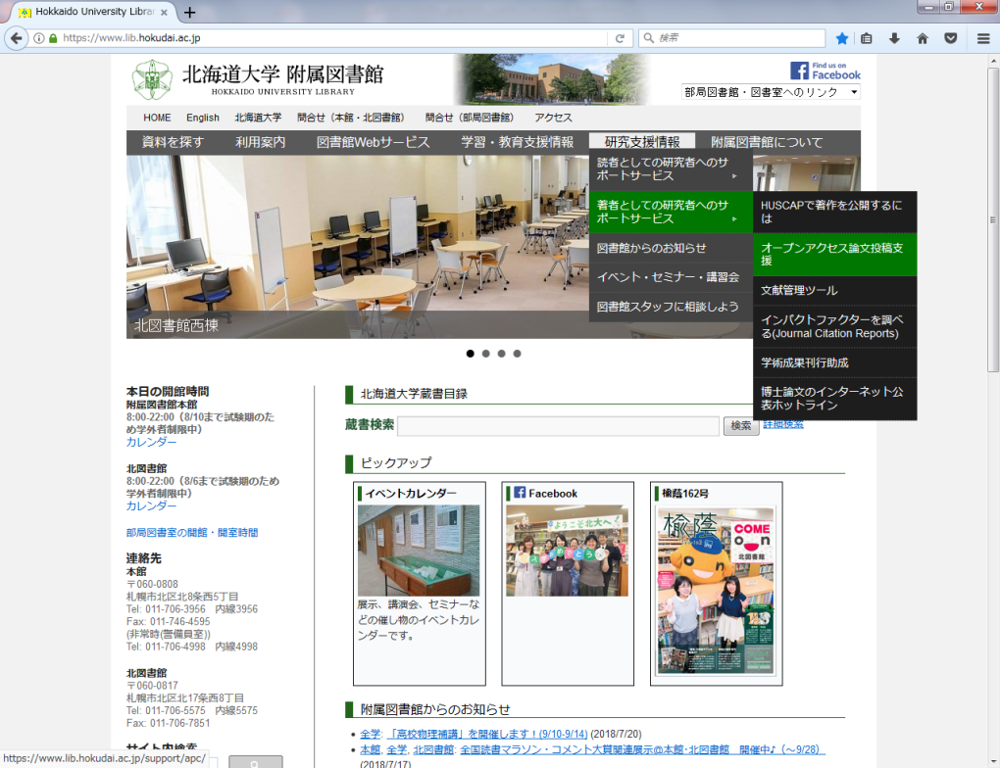 Hokkaido University Librar
https://www.lib.hokudai.ac.jp
検索
北海道大学 附属図書館
HOKKAIDO UNIVERSITY LIBRARY
Find us on
Facebook
部局図書館・図書室へのリンク
HOME English 北海道大学 問合せ（本館・北図書館） 問合せ（部局図書館） アクセス
資料を探す 利用案内 図書館Webサービス 学習・教育支援情報 研究支援情報 附属図書館について
読者としての研究者へのサ
ポートサービス
著者としての研究者へのサ
ポートサービス
図書館からのお知らせ
イベント・セミナー・講習会
図書館スタッフに相談しよう
HUSCAPで著作を公開するに
は
オープンアクセス論文投稿支
援
文献管理ツール
インパクトファクターを調べ
る(Journal Citation Reports)
学術成果刊行助成
博士論文のインターネット公
表ホットライン
北図書館西棟
本日の開館時間
附属図書館本館
8:00-22:00（8/10まで試験期のた
め学外者制限中）
カレンダー
北図書館
8:00-22:00（8/6まで試験期のため
学外者制限中）
カレンダー
部局図書室の開館・開室時間
連絡先
本館
〒060-0808
札幌市北区北8条西5丁目
Tel: 011-706-3956 内線3956
Fax: 011-746-4595
(非常時(警備員室))
Tel: 011-706-4998 内線4998
北図書館
〒060-0817
札幌市北区北17条西8丁目
Tel: 011-706-5575 内線5575
Fax: 011-706-7851
サイト内検索
北海道大学蔵書目録
蔵書検索 検索 詳細検索
ピックアップ
イベントカレンダー
展示、講演会、セミナーな
どの催し物のイベントカレ
ンダーです。
Facebook
ようこそ北大へ
楡蔭162号
楡蔭
COME
on
北図書館
附属図書館からのお知らせ
全学: 「高校物理補講」を開催します！(9/10-9/14) (2018/7/20)
本館, 全学, 北図書館: 全国読書マラソン・コメント大賞関連展示@本館・北図書館 開催中♪（～9/28）
(2018/7/17)
https://www.lib.hokudai.ac.jp/support/apc/